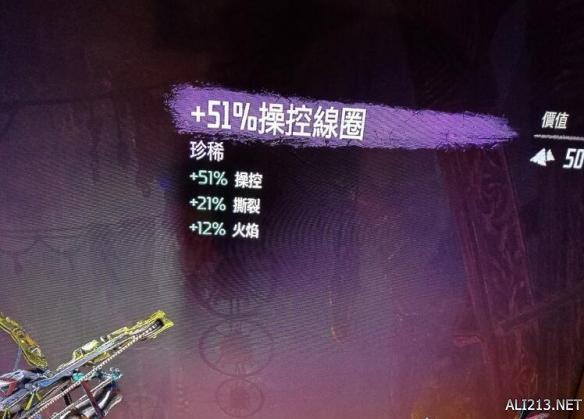 +51%操控線圈
珍稀
+51% 操控
+21% 撕裂
+12% 火焰
價值
50
ALI213.NET